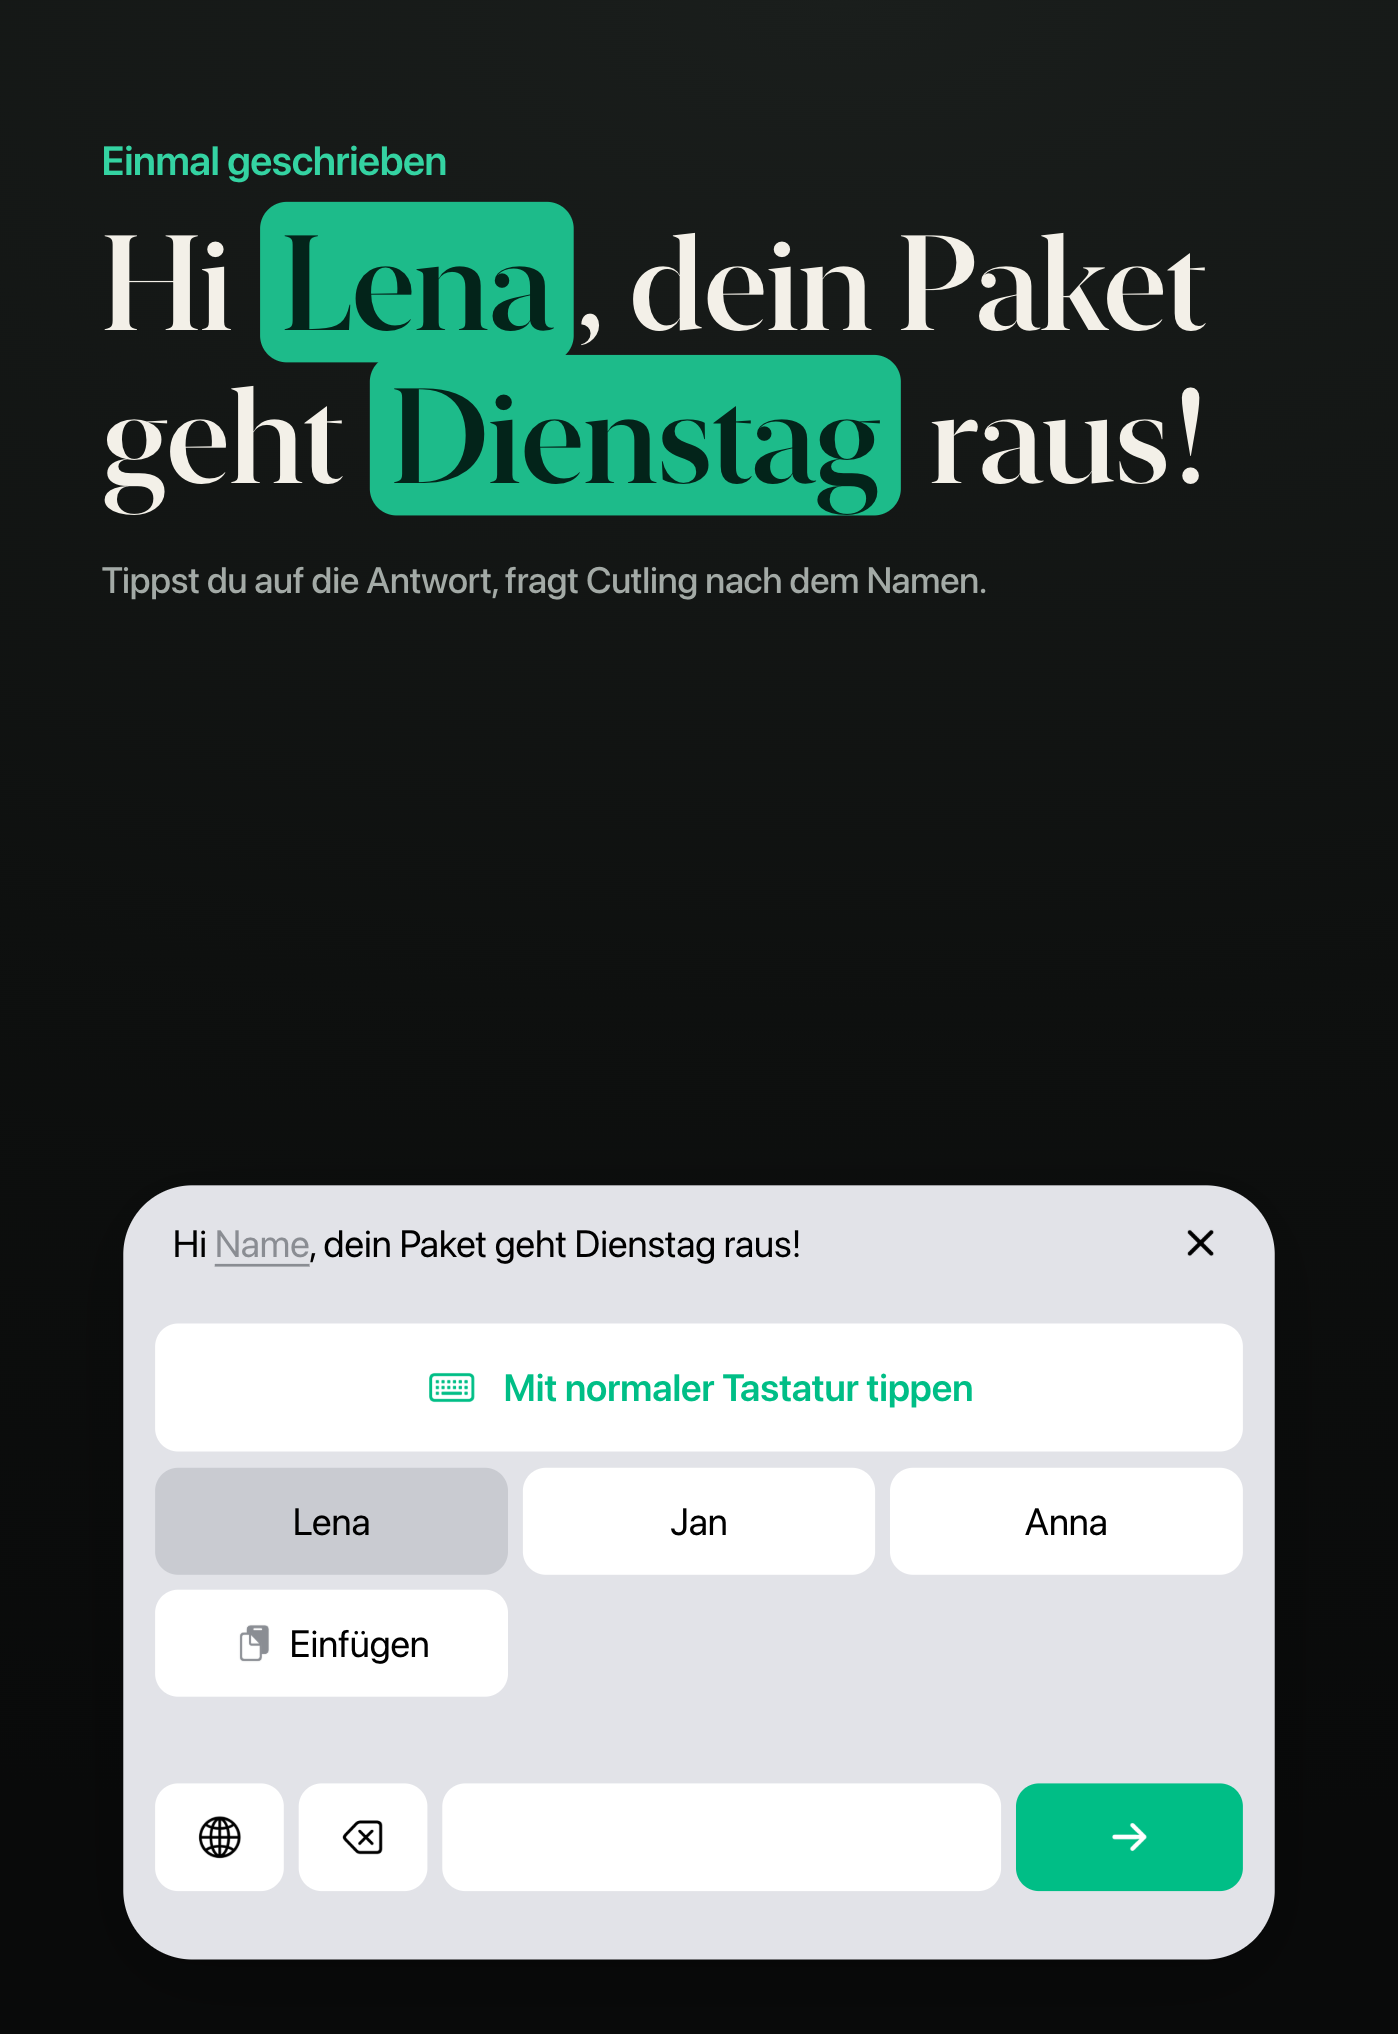 Einmal geschrieben
Hi Lena, dein Paket
geht Dienstag raus!
Tippst du auf die Antwort, fragt Cutling nach dem Namen.
Hi Name, dein Paket geht Dienstag raus!
Mit normaler Tastatur tippen
Lena Jan Anna
Einfügen